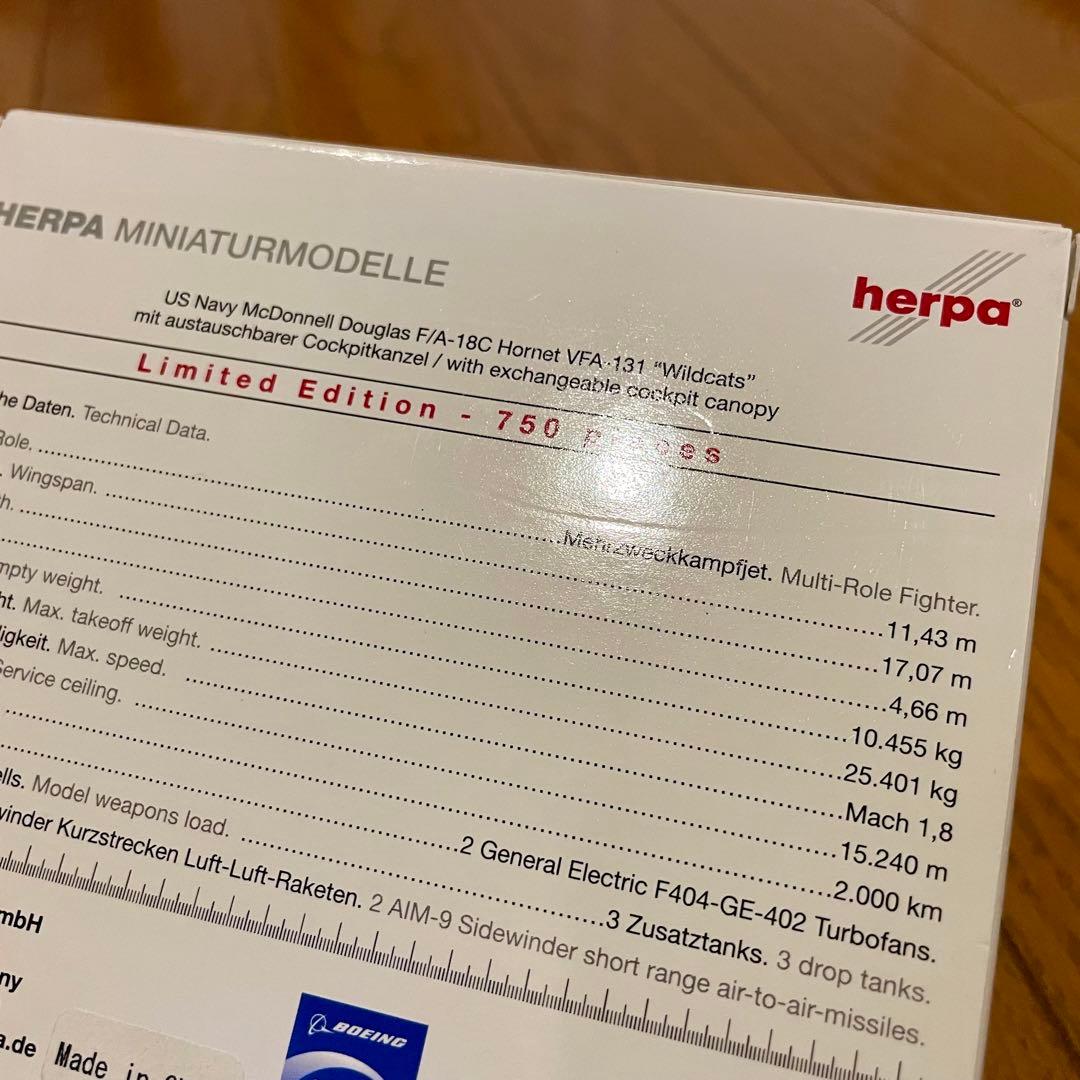 HERPA MINIATURMODELLE
herpa®
US Navy McDonnell Douglas F/A-18C Hornet VFA-131 “Wildcats”
mit austauschbarer Cockpitkanzel / with exchangeable cockpit canopy
Limited Edition - 750 pieces
he Daten. Technical Data.
Role. Mehrzweckkampfjet. Multi-Role Fighter.
. Wingspan. 11,43 m
th. 17,07 m
4,66 m
mpty weight. 10.455 kg
ht. Max. takeoff weight. 25.401 kg
igkeit. Max. speed. Mach 1,8
Service ceiling. 15.240 m
2.000 km
2 General Electric F404-GE-402 Turbofans.
ells. Model weapons load. 3 Zusatztanks. 3 drop tanks.
winder Kurzstrecken Luft-Luft-Raketen. 2 AIM-9 Sidewinder short range air-to-air-missiles.
mbH
ny
a.de
Made in
BOEING